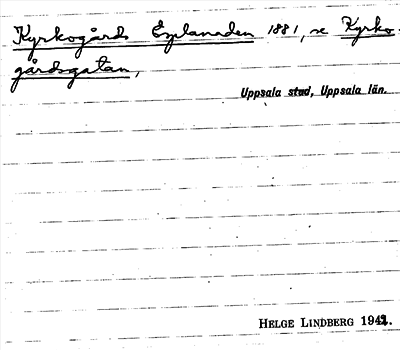 Kyrkogårds Esplanaden 1881, se Kyrko-
gårdsgatan,
Uppsala stad, Uppsala län.
HELGE LINDBERG 1942.